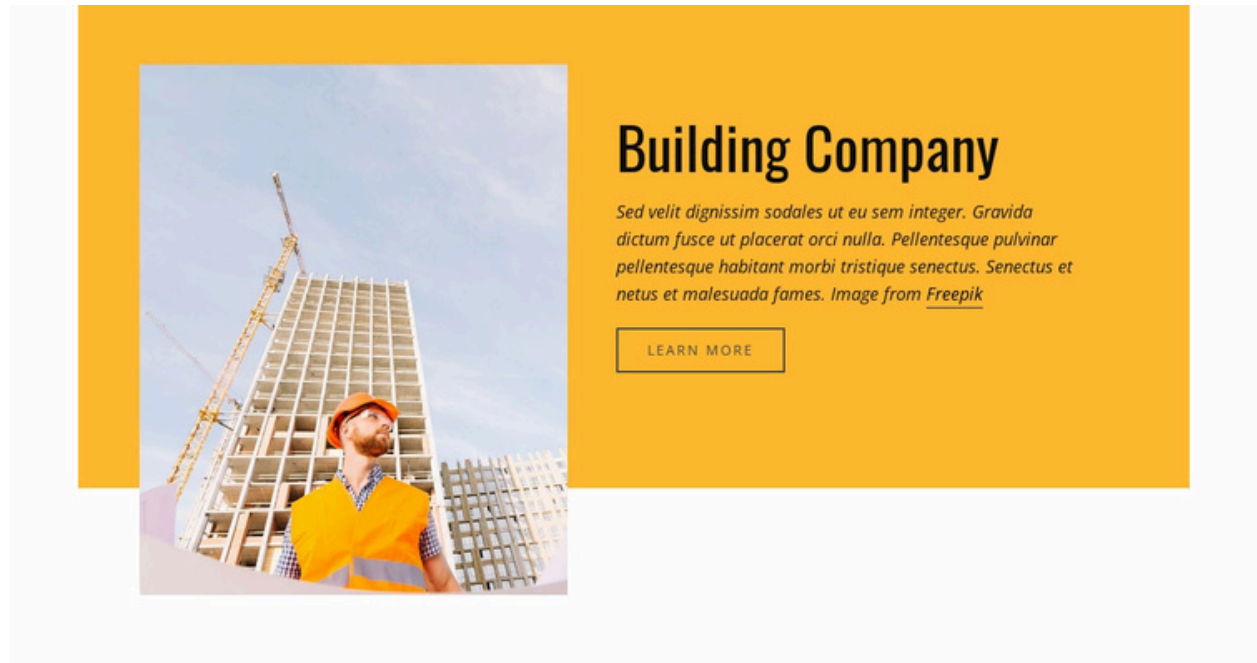 Building Company
Sed velit dignissim sodales ut eu sem integer. Gravida
dictum fusce ut placerat orci nulla. Pellentesque pulvinar
pellentesque habitant morbi tristique senectus. Senectus et
netus et malesuada fames. Image from Freepik
LEARN MORE